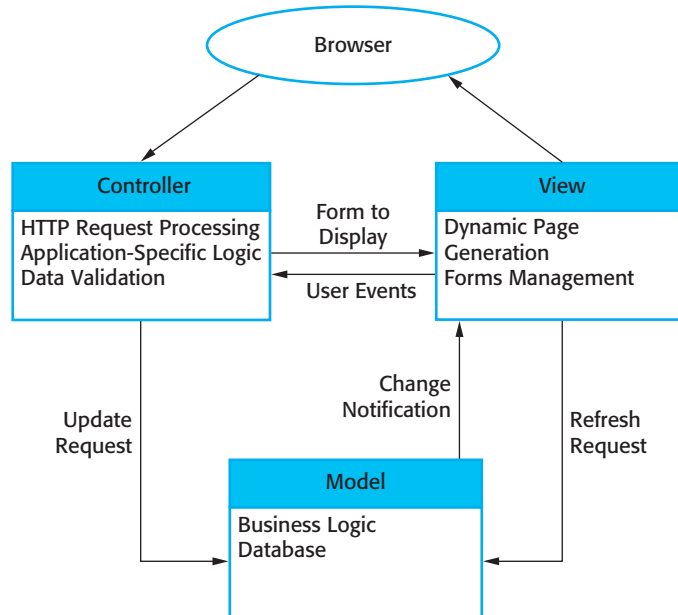 Browser
Controller
HTTP Request Processing
Application-Specific Logic
Data Validation
Form to
Display
User Events
View
Dynamic Page
Generation
Forms Management
Update
Request
Change
Notification
Refresh
Request
Model
Business Logic
Database